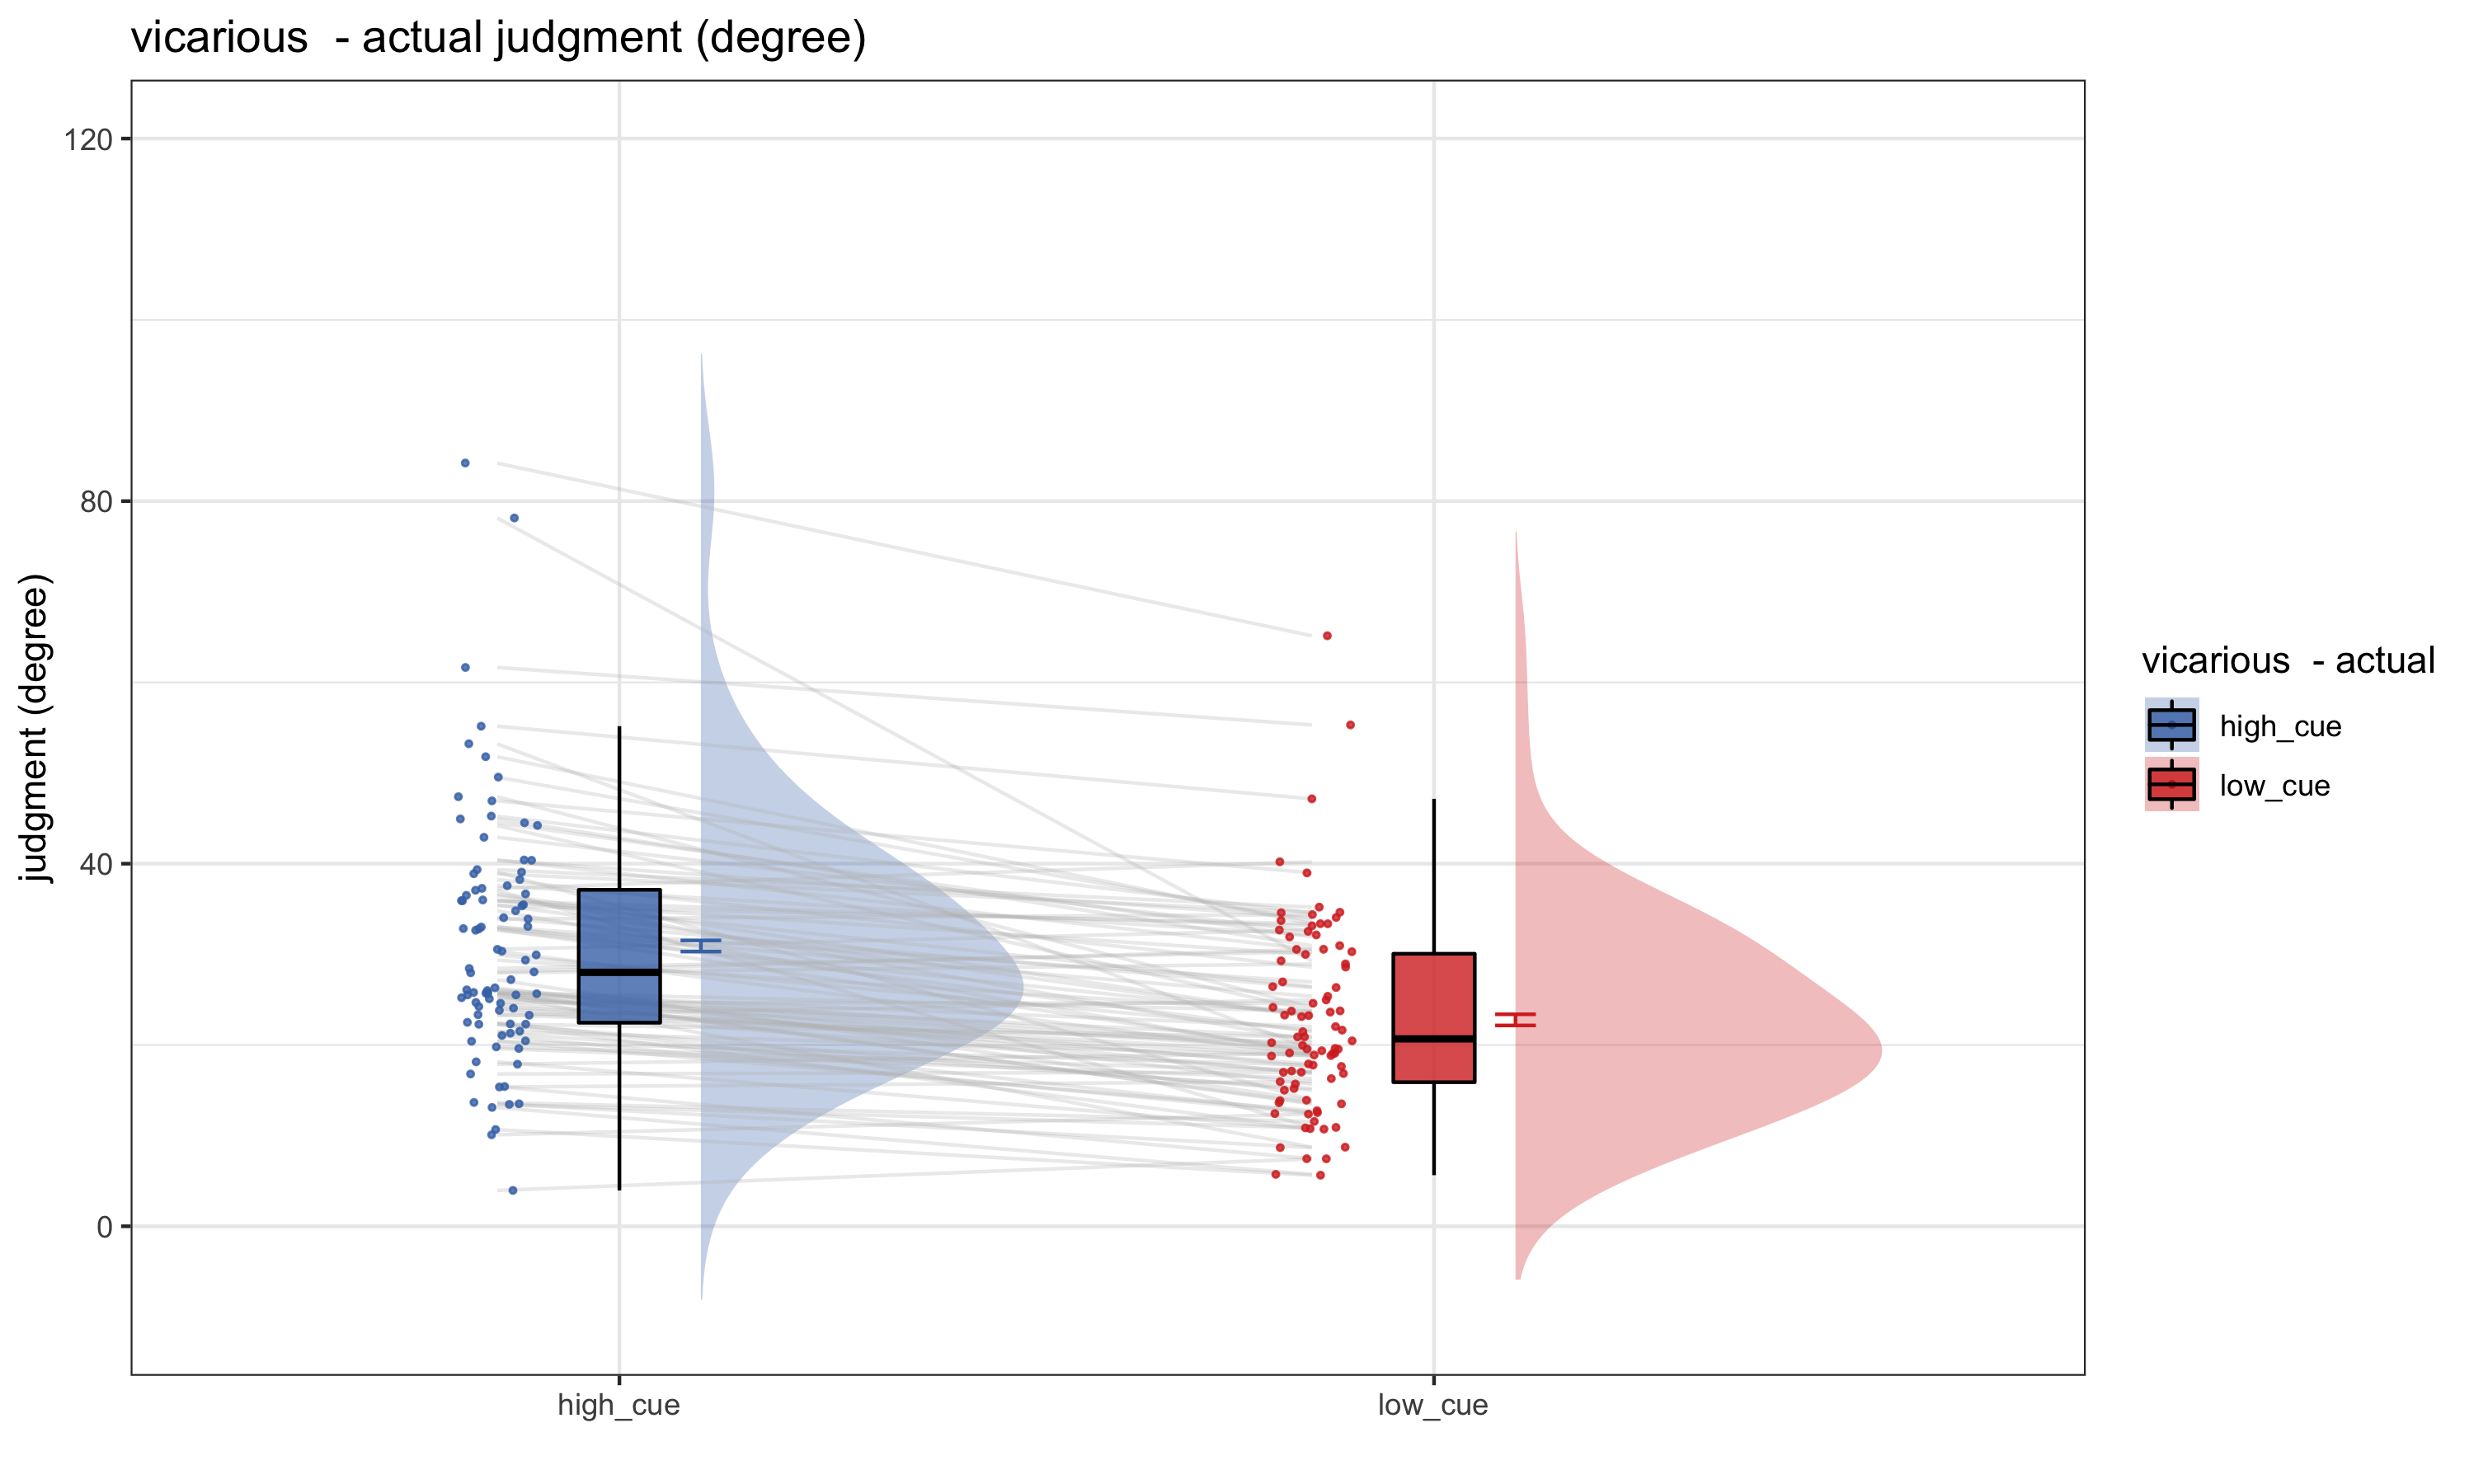 vicarious  - actual judgment (degree)
judgment (degree)
120
80
40
0
high_cue
low_cue
vicarious  - actual
high_cue
low_cue